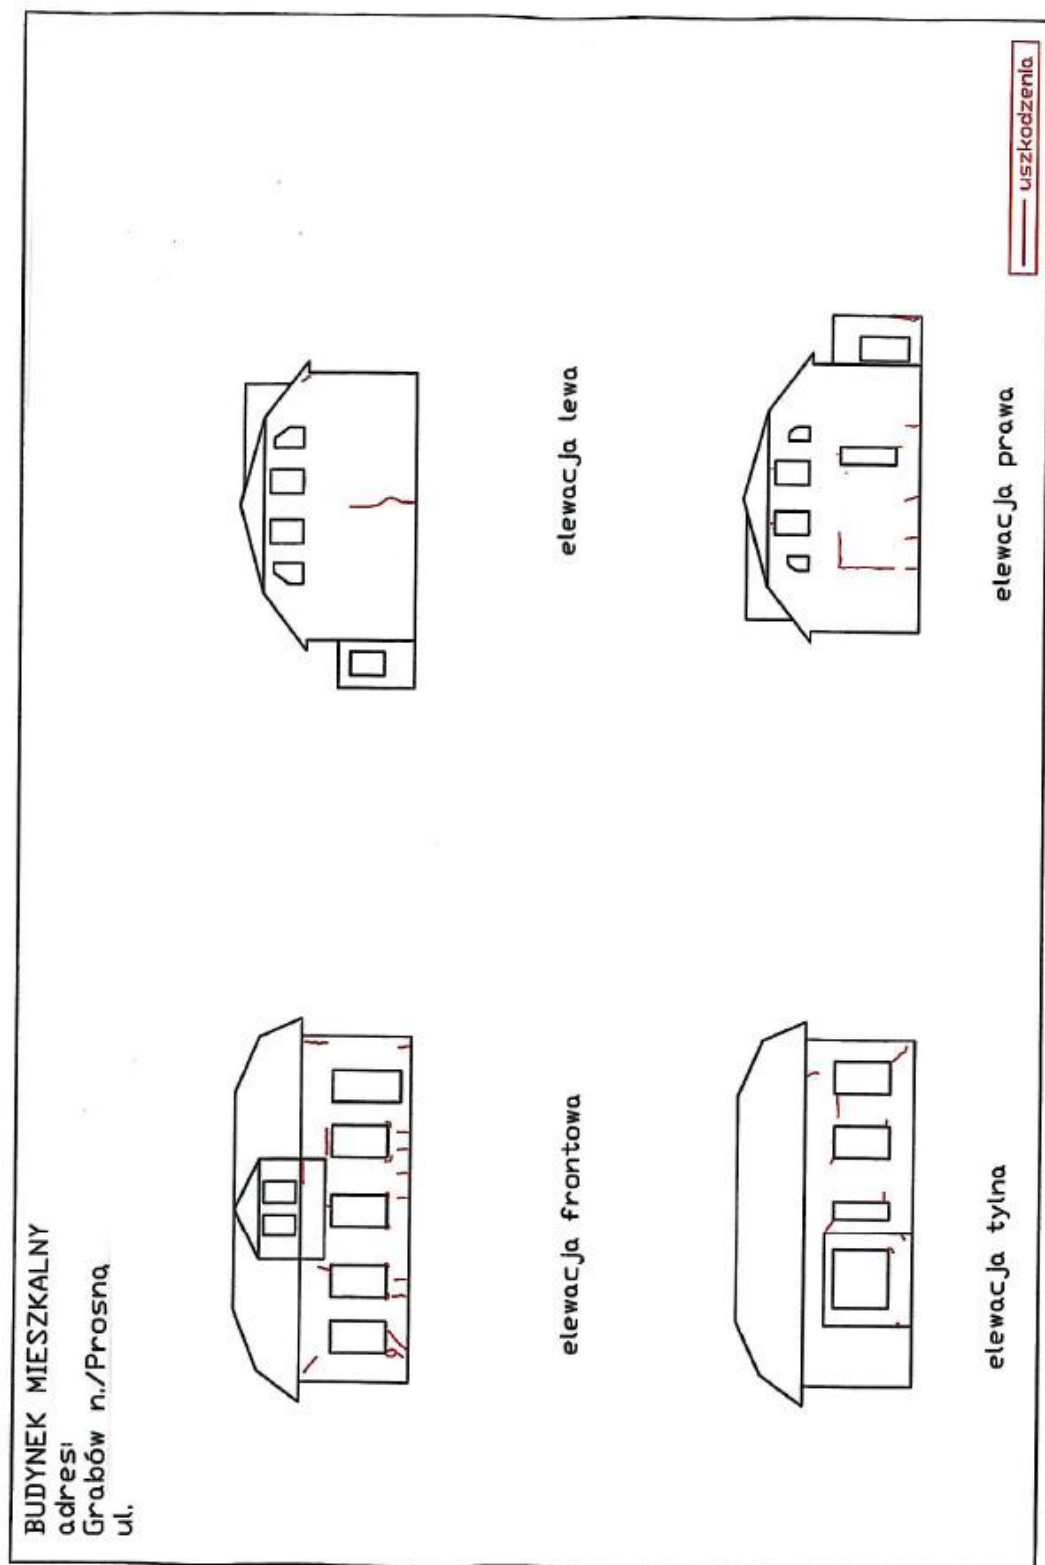 BUDYNEK MIESZKALNY
adres:
Grabów n./Prosną
ul.
elewacja frontowa
elewacja lewa
elewacja tylna
elewacja prawa
uszkodzenia